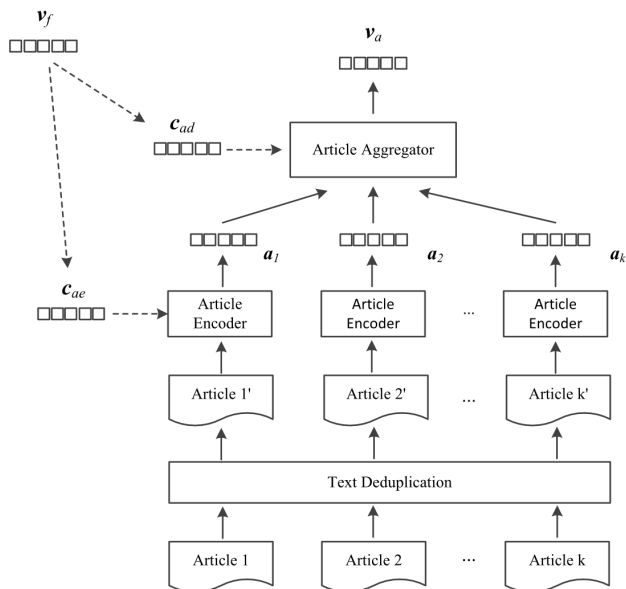 v_f
v_a
c_ad
Article Aggregator
a_1
a_2
a_k
c_ae
Article Encoder
Article Encoder
...
Article Encoder
Article 1'
Article 2'
...
Article k'
Text Deduplication
Article 1
Article 2
...
Article k